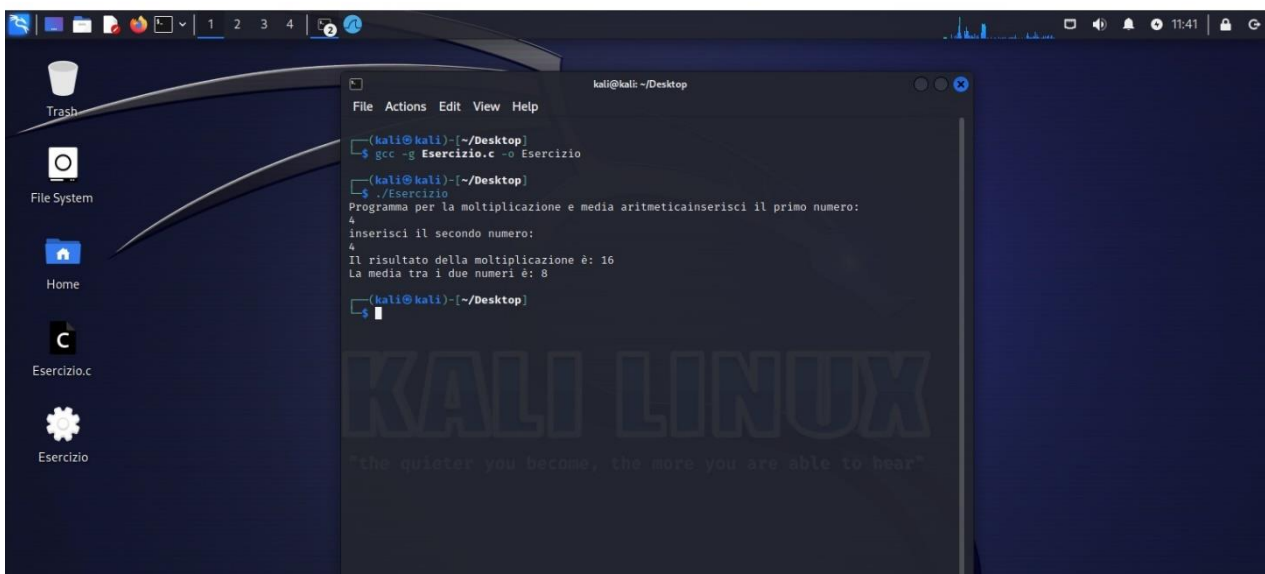 1 2 3 4
2
11:41
Trash
File System
Home
C
Esercizio.c
Esercizio
kali@kali: ~/Desktop
File Actions Edit View Help
┌──(kali㉿kali)-[~/Desktop]
└─$ gcc -g Esercizio.c -o Esercizio
┌──(kali㉿kali)-[~/Desktop]
└─$ ./Esercizio
Programma per la moltiplicazione e media aritmeticainserisci il primo numero:
4
inserisci il secondo numero:
4
Il risultato della moltiplicazione è: 16
La media tra i due numeri é: 8
┌──(kali㉿kali)-[~/Desktop]
└─$
KALI LINUX
"the quieter you become, the more you are able to hear"